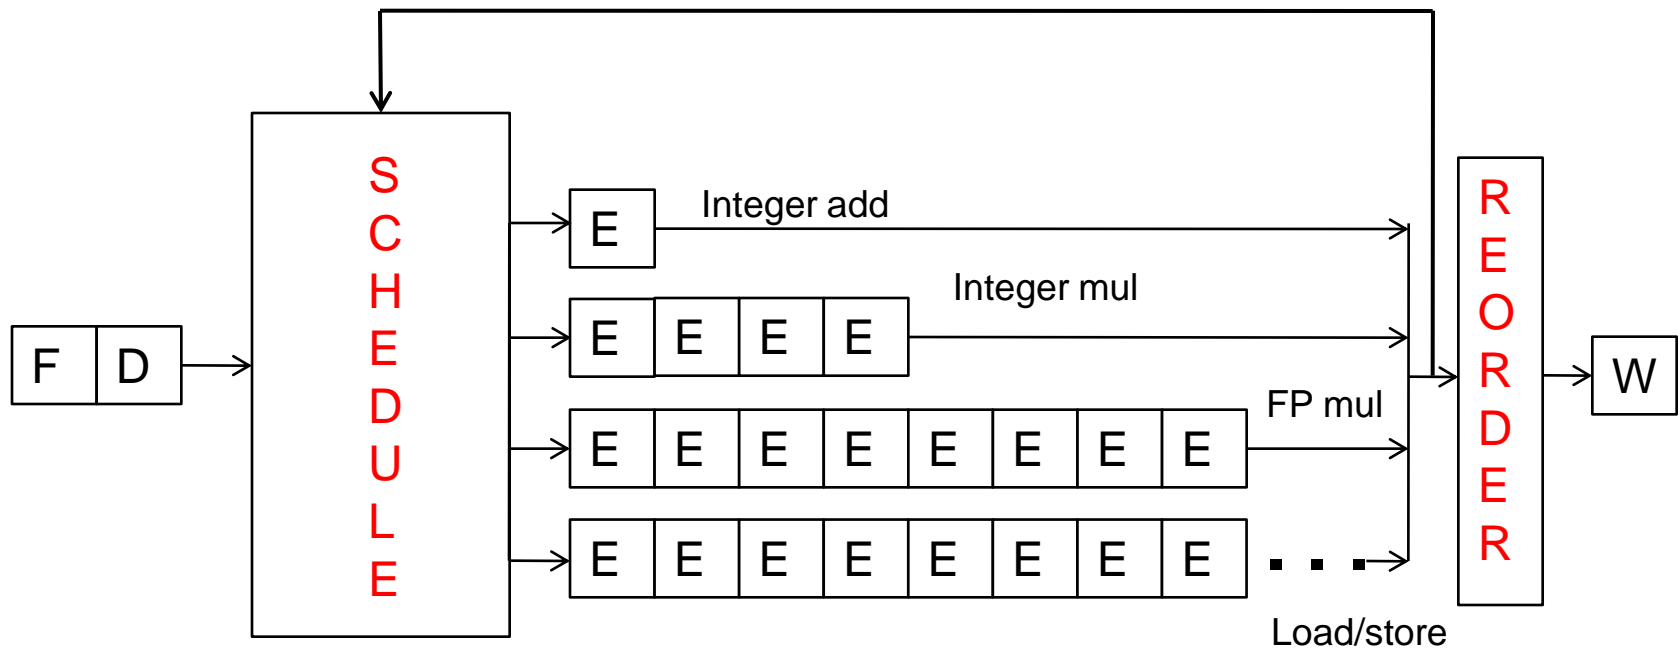 F D
SCHEDULE
E
Integer add
E E E E
Integer mul
E E E E E E E E
FP mul
E E E E E E E E . . .
Load/store
REORDER
W